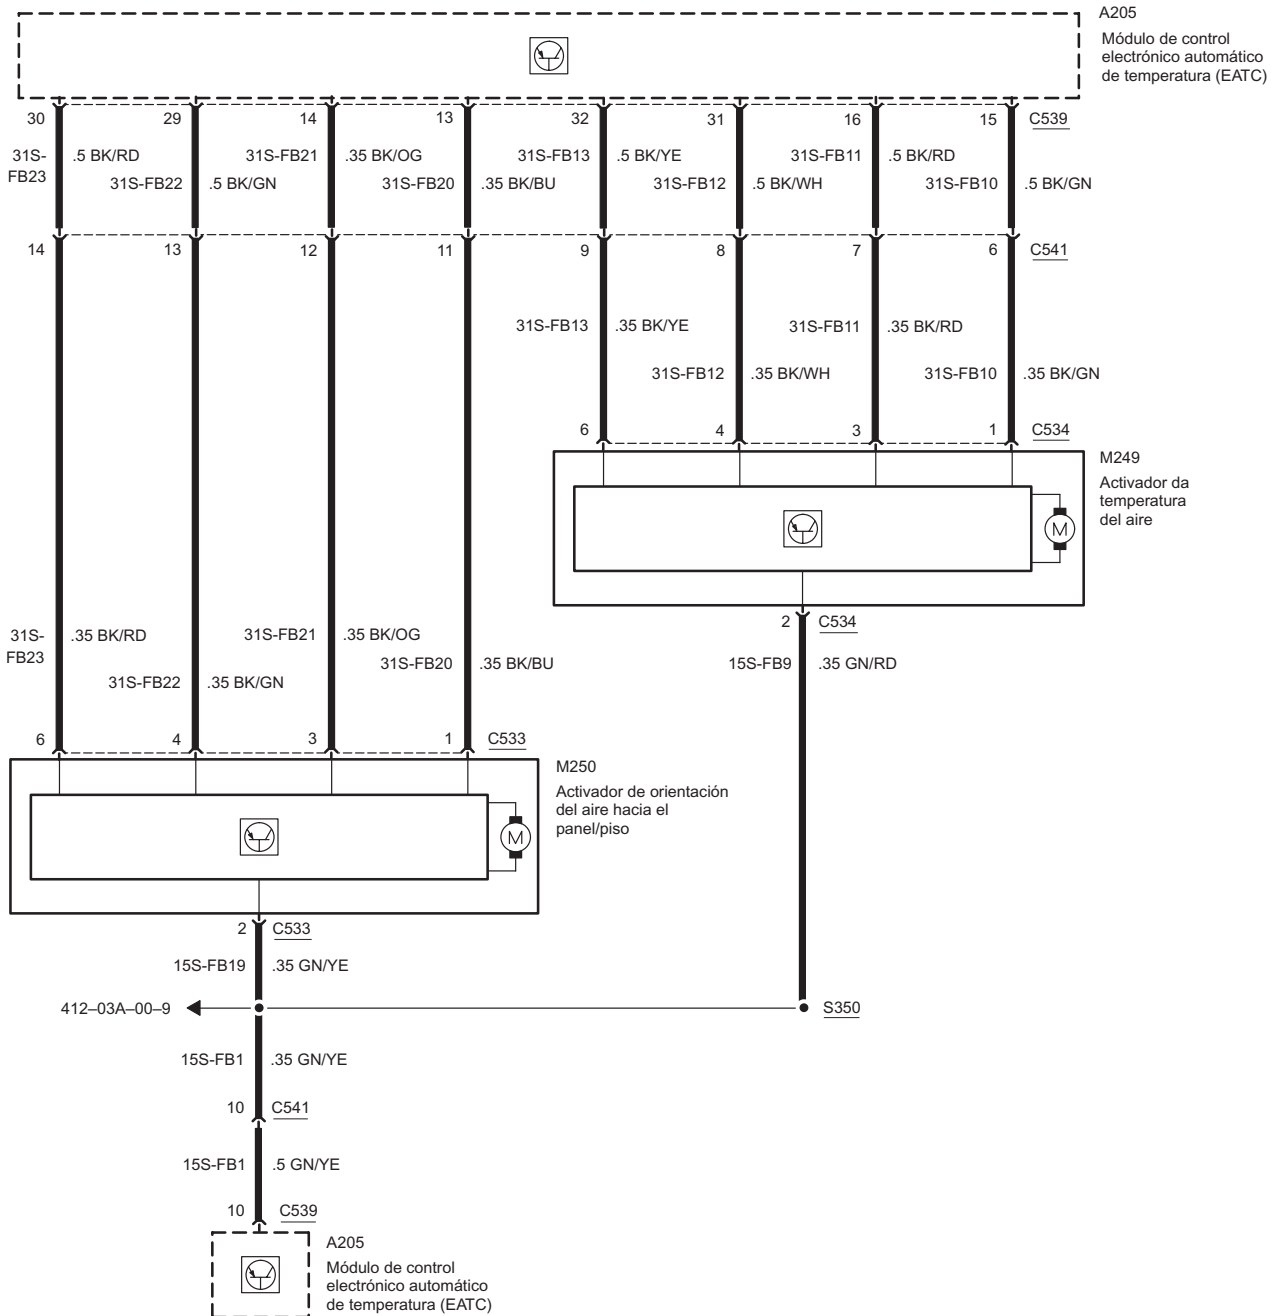 A205
Módulo de control
electrónico automático
de temperatura (EATC)
30 29 14 13 32 31 16 15 C539
31S- .5 BK/RD 31S-FB21 .35 BK/OG 31S-FB13 .5 BK/YE 31S-FB11 .5 BK/RD
FB23 31S-FB22 .5 BK/GN 31S-FB20 .35 BK/BU 31S-FB12 .5 BK/WH 31S-FB10 .5 BK/GN
14 13 12 11 9 8 7 6 C541
31S-FB13 .35 BK/YE 31S-FB11 .35 BK/RD
31S-FB12 .35 BK/WH 31S-FB10 .35 BK/GN
6 4 3 1 C534
M249
Activador da
temperatura
del aire
M
2 C534
31S- .35 BK/RD 31S-FB21 .35 BK/OG
FB23
31S-FB20 .35 BK/BU 15S-FB9 .35 GN/RD
31S-FB22 .35 BK/GN
6 4 3 1 C533
M250
Activador de orientación
del aire hacia el
panel/piso
M
2 C533
15S-FB19 .35 GN/YE
412–03A–00–9 S350
15S-FB1 .35 GN/YE
10 C541
15S-FB1 .5 GN/YE
10 C539
A205
Módulo de control
electrónico automático
de temperatura (EATC)